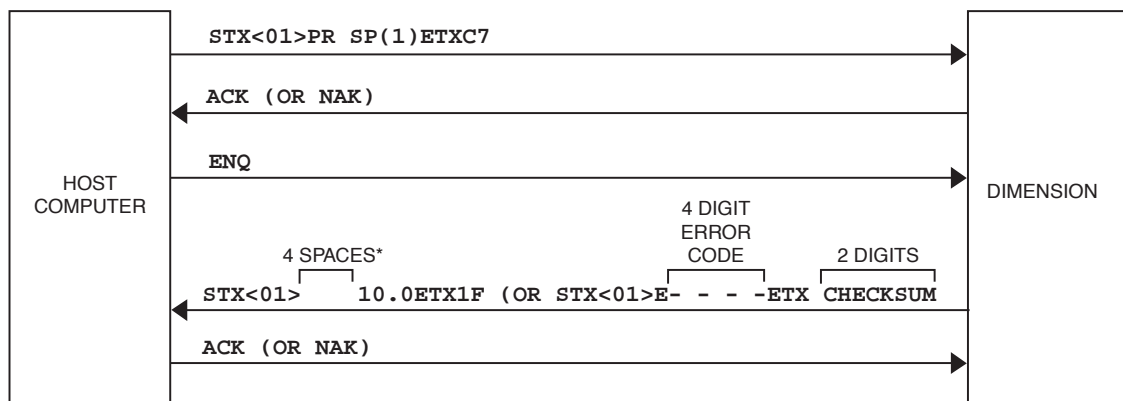 STX<01>PR SP(1)ETXC7
ACK (OR NAK)
ENQ
HOST
COMPUTER
DIMENSION
4 DIGIT
ERROR
CODE
4 SPACES*
2 DIGITS
STX<01>    10.0ETX1F (OR STX<01>E- - - -ETX CHECKSUM
ACK (OR NAK)